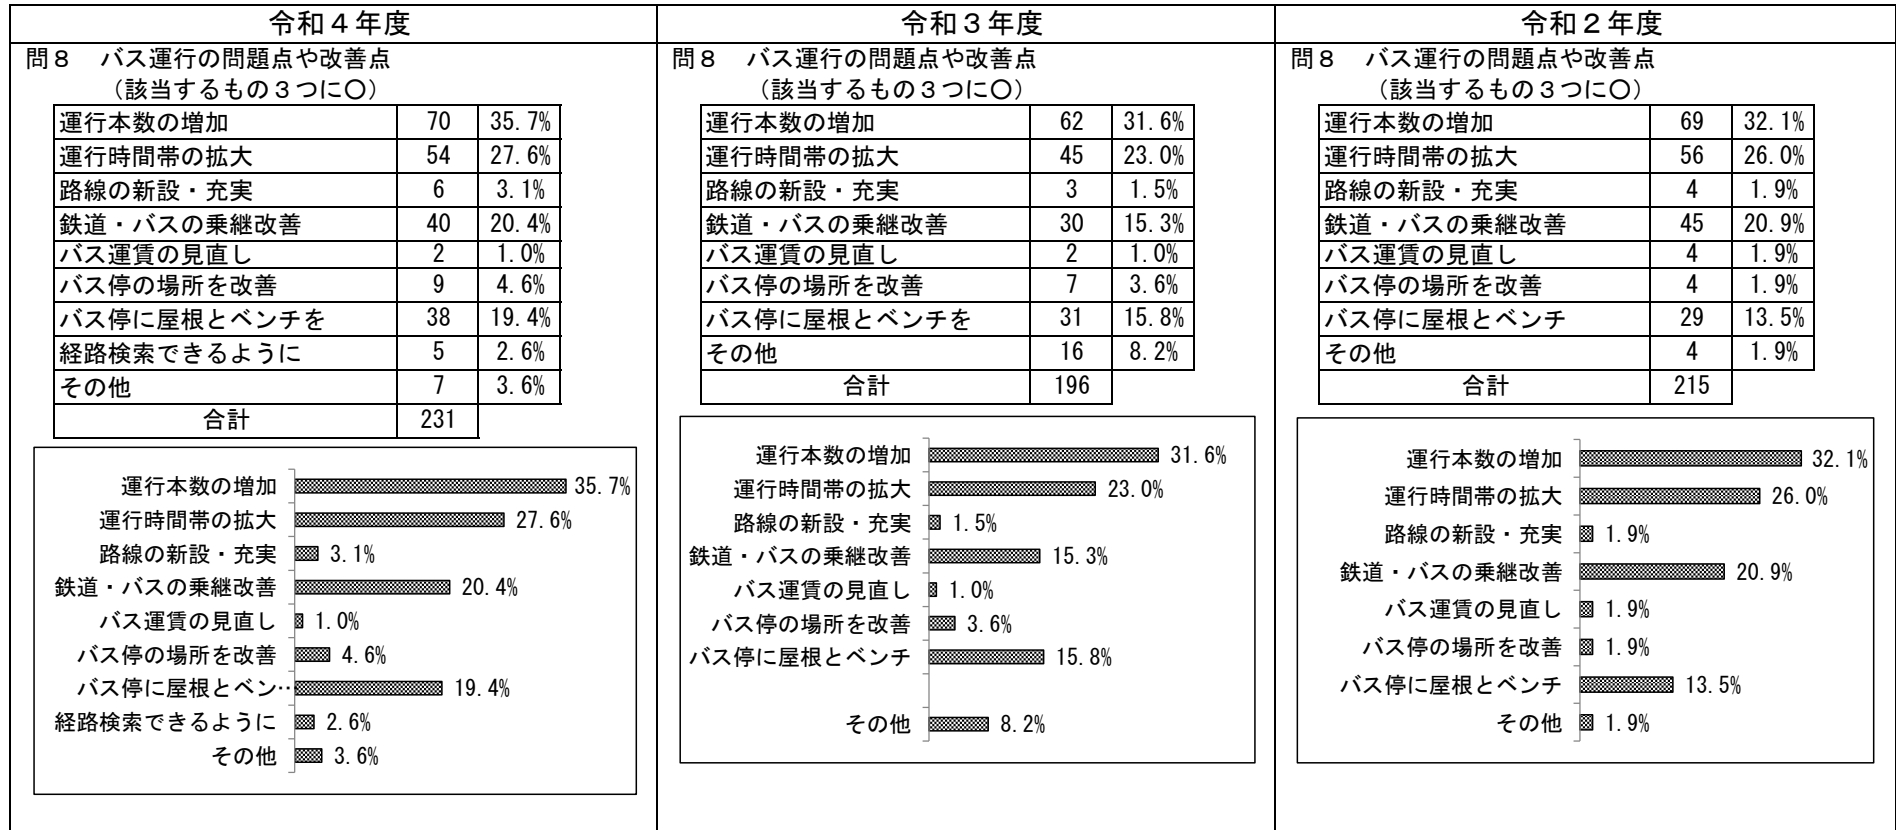 令和４年度
問８　バス運行の問題点や改善点
（該当するもの３つに○）
運行本数の増加 70 35.7%
運行時間帯の拡大 54 27.6%
路線の新設・充実 6 3.1%
鉄道・バスの乗継改善 40 20.4%
バス運賃の見直し 2 1.0%
バス停の場所を改善 9 4.6%
バス停に屋根とベンチを 38 19.4%
経路検索できるように 5 2.6%
その他 7 3.6%
合計 231
運行本数の増加 35.7%
運行時間帯の拡大 27.6%
路線の新設・充実 3.1%
鉄道・バスの乗継改善 20.4%
バス運賃の見直し 1.0%
バス停の場所を改善 4.6%
バス停に屋根とベン… 19.4%
経路検索できるように 2.6%
その他 3.6%
令和３年度
問８　バス運行の問題点や改善点
（該当するもの３つに○）
運行本数の増加 62 31.6%
運行時間帯の拡大 45 23.0%
路線の新設・充実 3 1.5%
鉄道・バスの乗継改善 30 15.3%
バス運賃の見直し 2 1.0%
バス停の場所を改善 7 3.6%
バス停に屋根とベンチを 31 15.8%
その他 16 8.2%
合計 196
運行本数の増加 31.6%
運行時間帯の拡大 23.0%
路線の新設・充実 1.5%
鉄道・バスの乗継改善 15.3%
バス運賃の見直し 1.0%
バス停の場所を改善 3.6%
バス停に屋根とベンチ 15.8%
その他 8.2%
令和２年度
問８　バス運行の問題点や改善点
（該当するもの３つに○）
運行本数の増加 69 32.1%
運行時間帯の拡大 56 26.0%
路線の新設・充実 4 1.9%
鉄道・バスの乗継改善 45 20.9%
バス運賃の見直し 4 1.9%
バス停の場所を改善 4 1.9%
バス停に屋根とベンチ 29 13.5%
その他 4 1.9%
合計 215
運行本数の増加 32.1%
運行時間帯の拡大 26.0%
路線の新設・充実 1.9%
鉄道・バスの乗継改善 20.9%
バス運賃の見直し 1.9%
バス停の場所を改善 1.9%
バス停に屋根とベンチ 13.5%
その他 1.9%